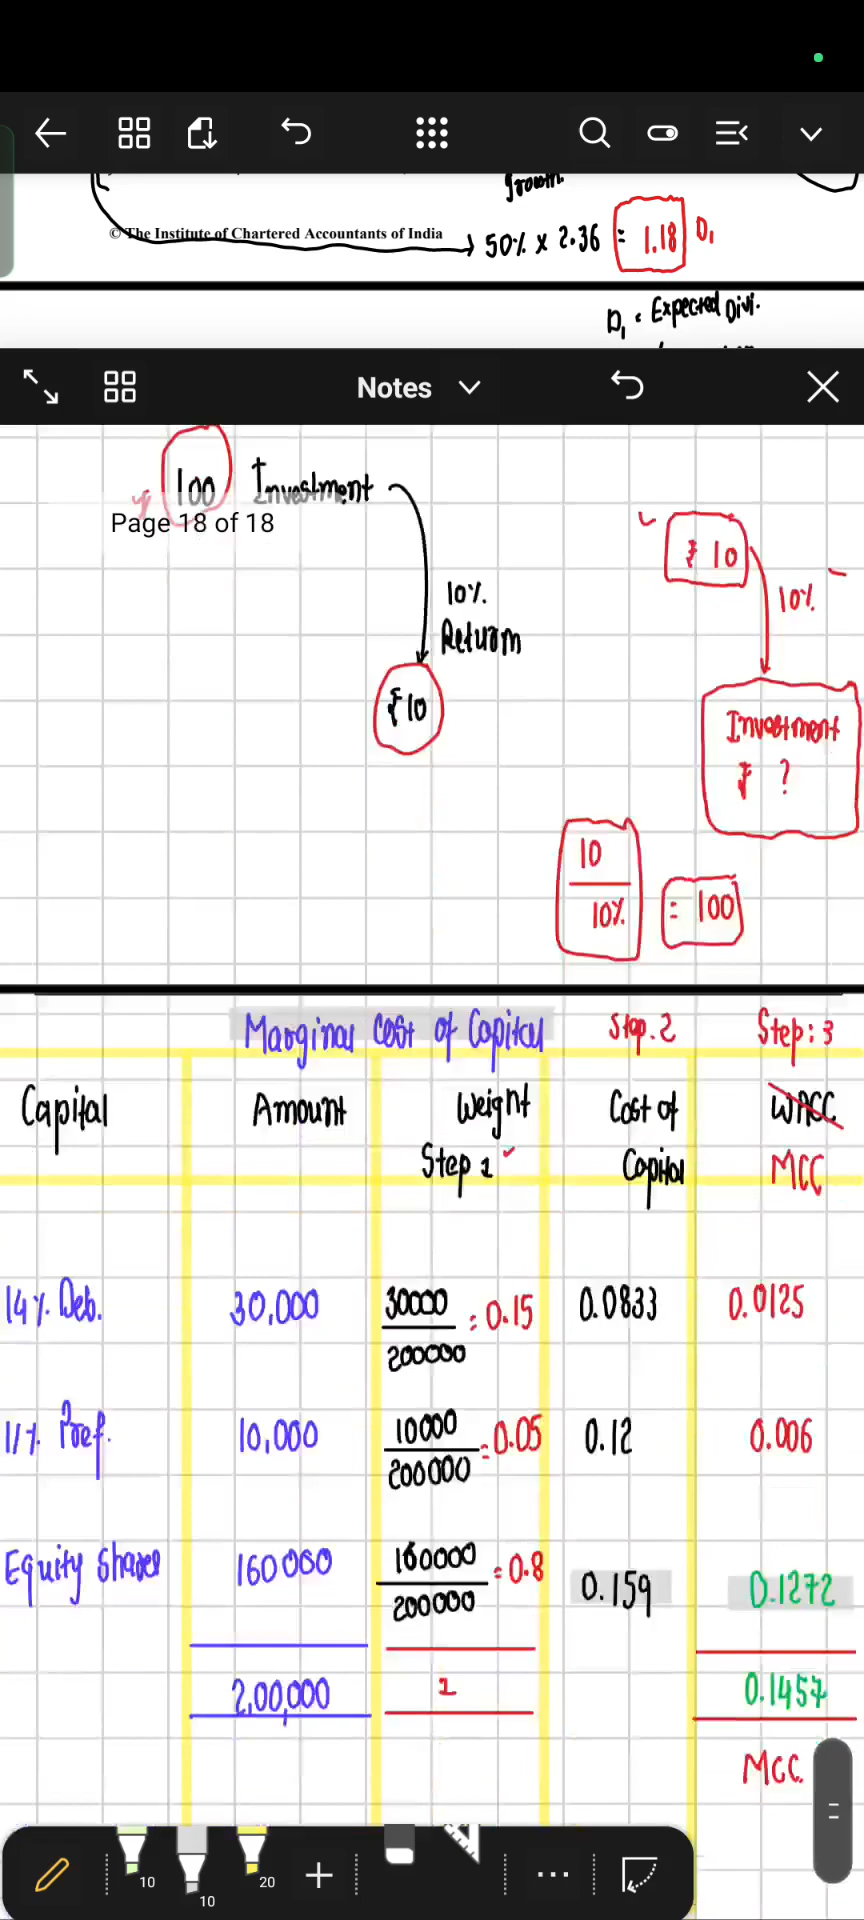 growth.
© The Institute of Chartered Accountants of India
50% × 2.36 = 1.18 D₁
D₁ = Expected Divi.
Notes
₹ 100 Investment
Page 18 of 18
10%
Return
₹10
₹ 10
10%
Investment
₹ ?
10
10%
= 100
Marginal Cost of Capital Step. 2 Step: 3
Capital Amount Weight Cost of WACC
Step 1 Capital MCC
14% Deb. 30,000 30000 / 200000 = 0.15 0.0833 0.0125
11% Pref. 10,000 10000 / 200000 = 0.05 0.12 0.006
Equity Shares 160000 160000 / 200000 = 0.8 0.159 0.1272
2,00,000 1 0.1457
MCC
10
10
20